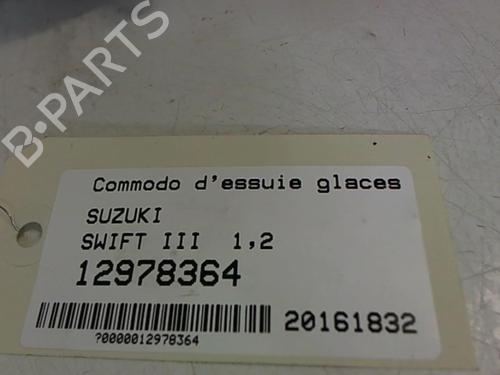 B-PARTS
Commodo d'essuie glaces
SUZUKI
SWIFT III 1,2
12978364
20161832
?0000012978364